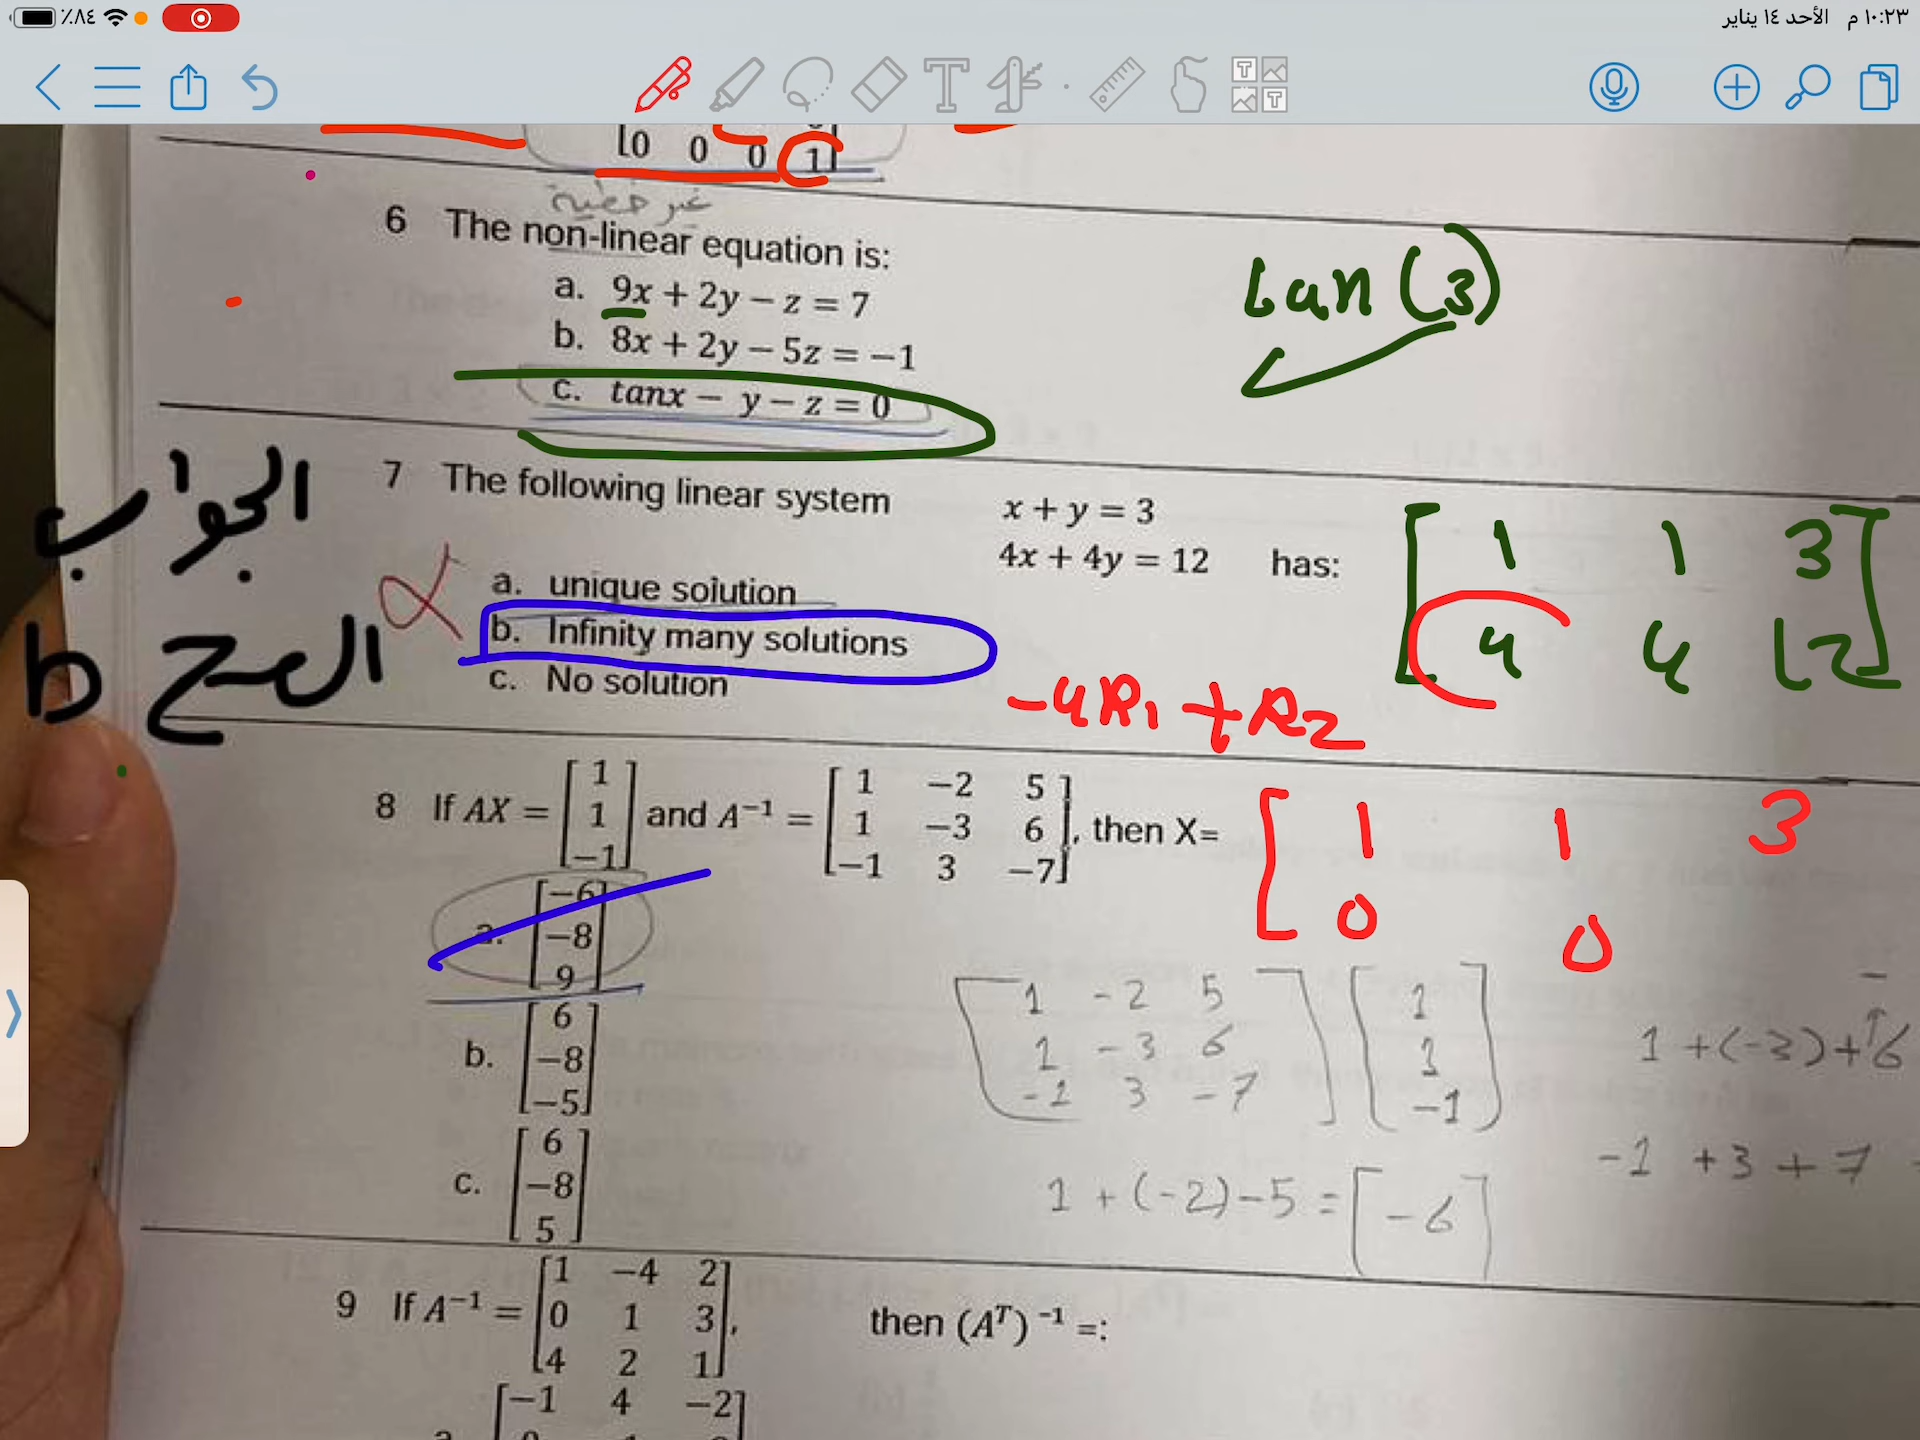 ٪٨٤
١٠:٢٣ م الأحد ١٤ يناير
0 0 0 1
غير خطية
6 The non-linear equation is:
a. 9x + 2y − z = 7
b. 8x + 2y − 5z = −1
c. tanx − y − z = 0
tan(3)
7 The following linear system
x + y = 3
4x + 4y = 12 has:
a. unique solution
b. Infinity many solutions
c. No solution
الجواب
الصح b
1 1 3
4 4 12
-4R1 + R2
1 1 3
0 0
8 If AX = [1 1 −1] and A⁻¹ = [1 −2 5 1 −3 6 −1 3 −7], then X=
a. [−6 −8 9]
b. [6 −8 −5]
c. [6 −8 5]
1 -2 5
1 -3 6
-1 3 -7
1
1
-1
1 + (-3) + 6
-1 + 3 + 7
1 + (-2) - 5 = [-6]
9 If A⁻¹ = [1 −4 2 0 1 3 4 2 1], then (Aᵀ)⁻¹ =:
−1 4 −2